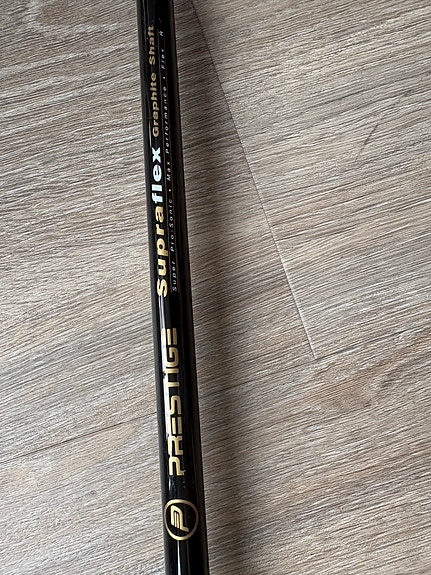 PRESTIGE supraflex Graphite Shaft
Super Pro-Sonic • Max Performance • Flex R